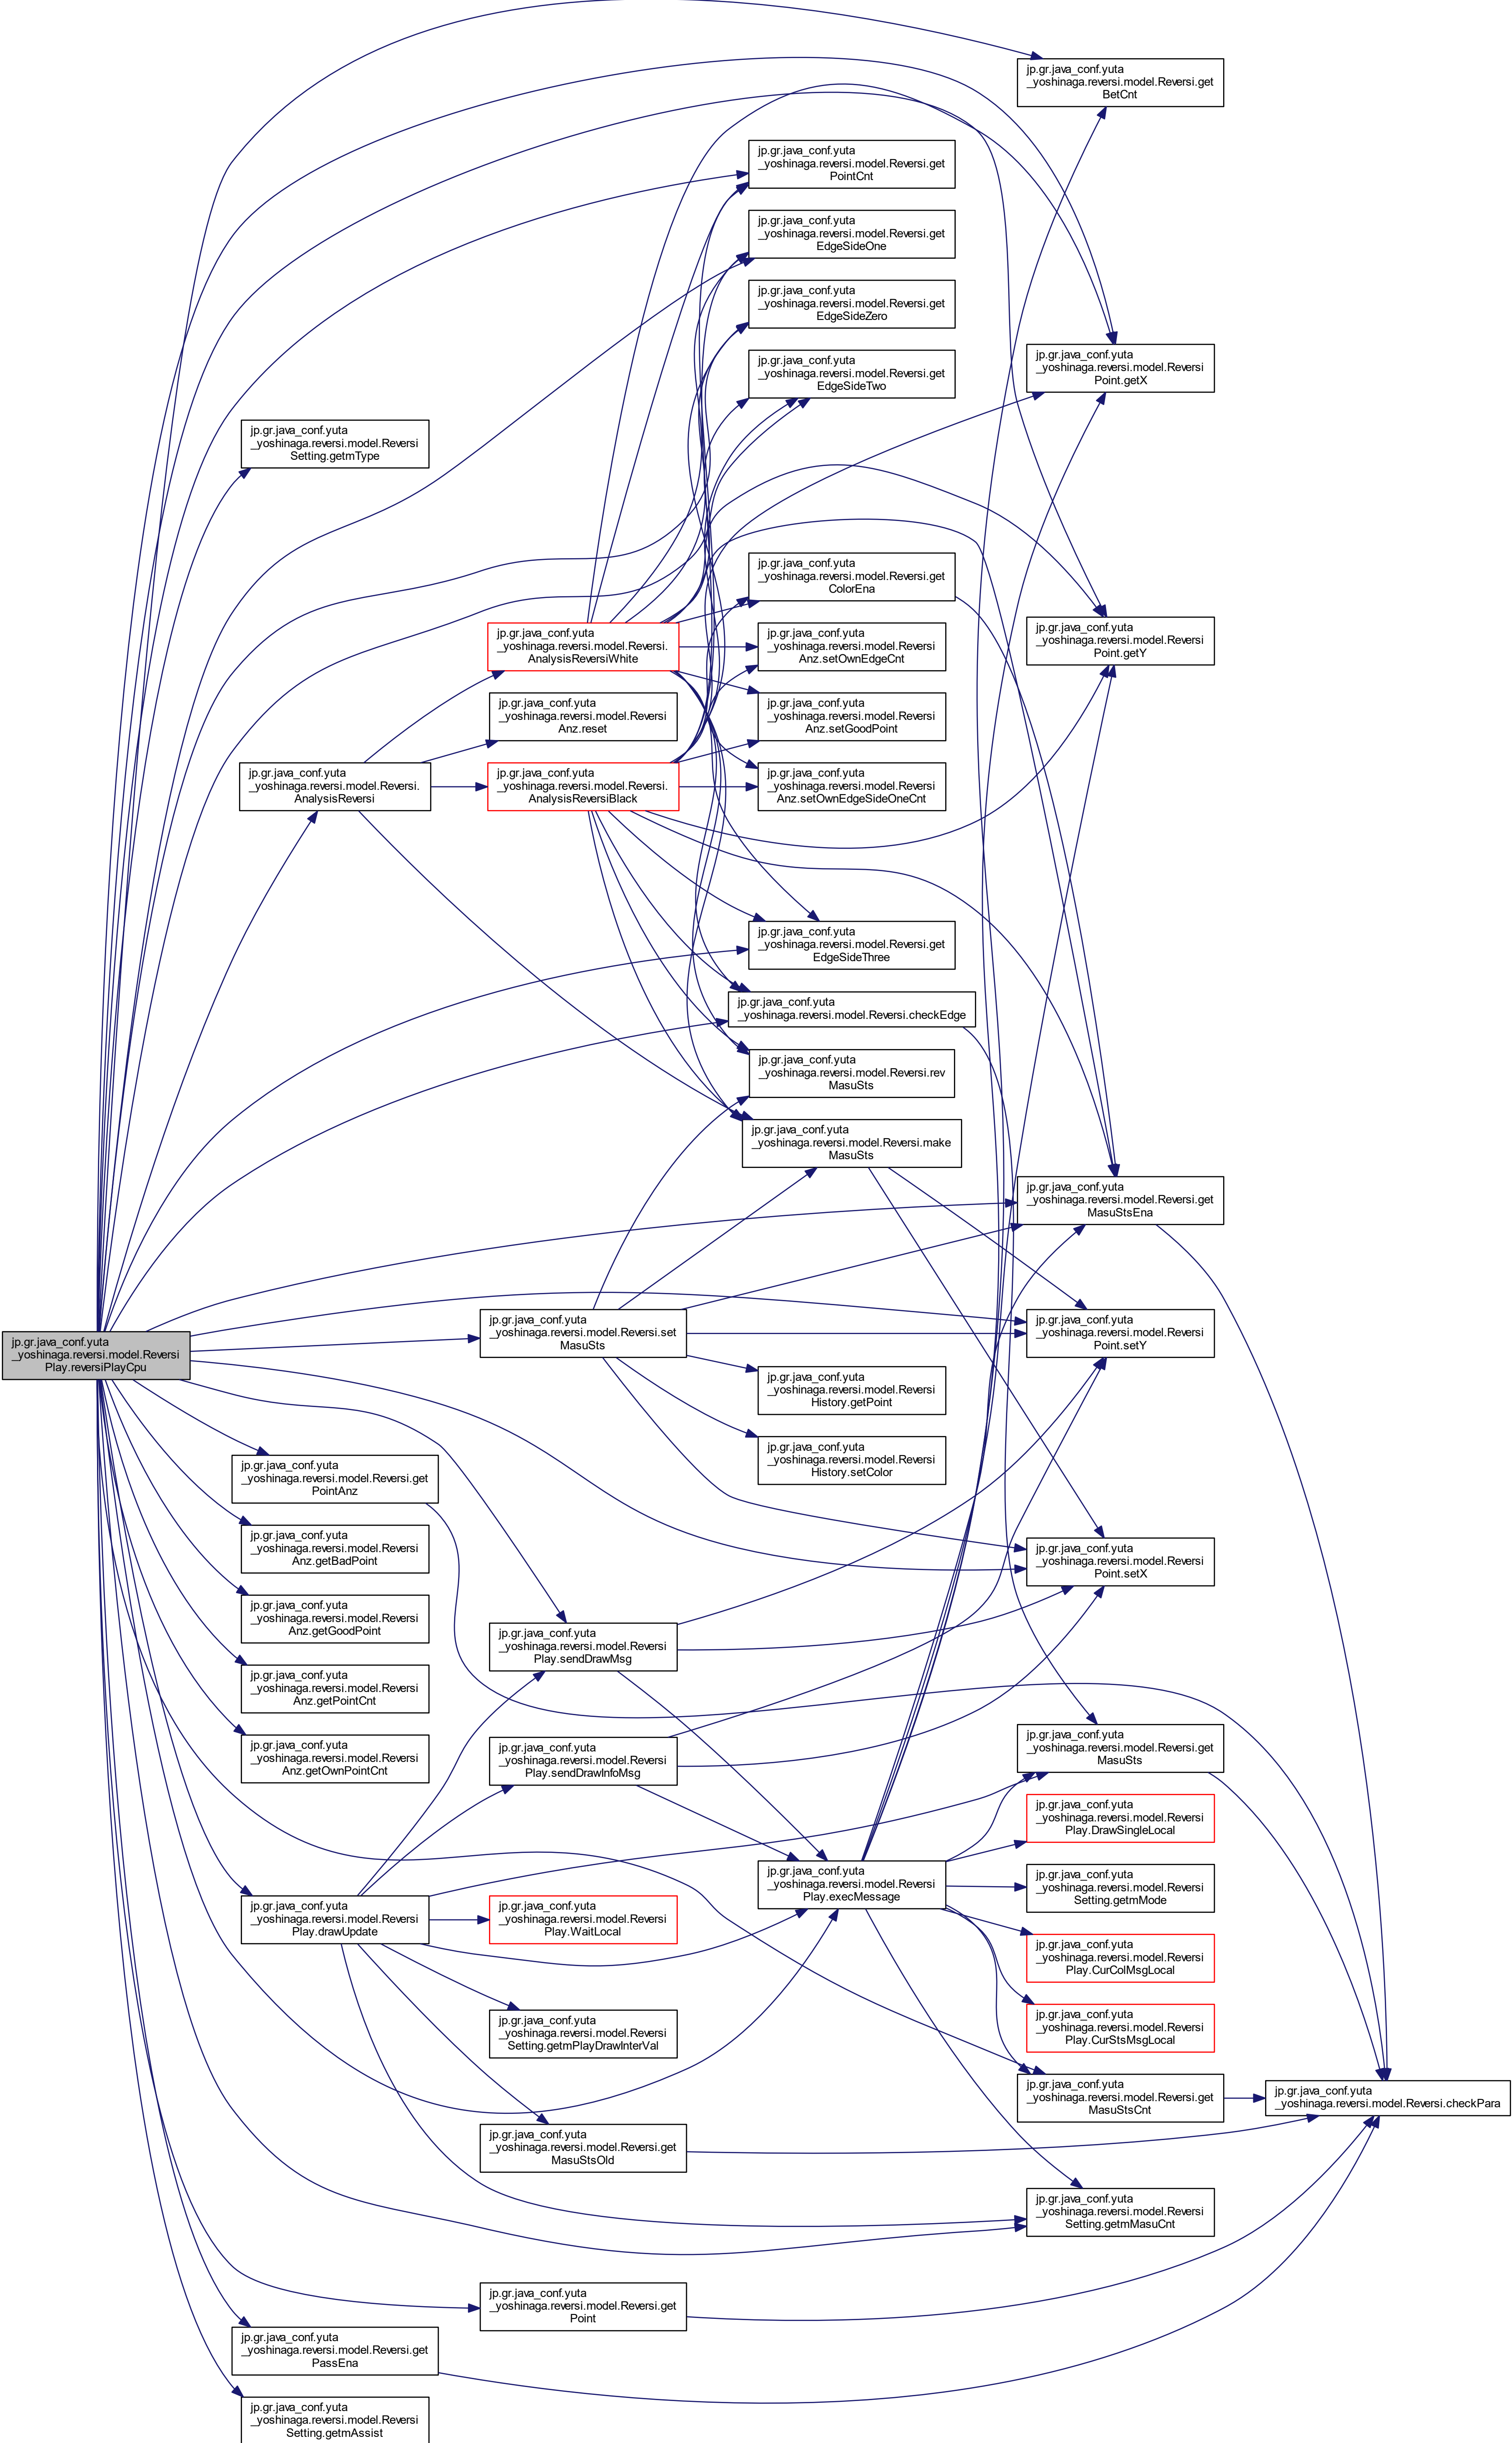 jp.gr.java_conf.yuta
_yoshinaga.reversi.model.Reversi.get
BetCnt
jp.gr.java_conf.yuta
_yoshinaga.reversi.model.Reversi.get
PointCnt
jp.gr.java_conf.yuta
_yoshinaga.reversi.model.Reversi.get
EdgeSideOne
jp.gr.java_conf.yuta
_yoshinaga.reversi.model.Reversi.get
EdgeSideZero
jp.gr.java_conf.yuta
_yoshinaga.reversi.model.Reversi
Point.getX
jp.gr.java_conf.yuta
_yoshinaga.reversi.model.Reversi.get
EdgeSideTwo
jp.gr.java_conf.yuta
_yoshinaga.reversi.model.Reversi
Setting.getmType
jp.gr.java_conf.yuta
_yoshinaga.reversi.model.Reversi.get
ColorEna
jp.gr.java_conf.yuta
_yoshinaga.reversi.model.Reversi
Point.getY
jp.gr.java_conf.yuta
_yoshinaga.reversi.model.Reversi.
AnalysisReversiWhite
jp.gr.java_conf.yuta
_yoshinaga.reversi.model.Reversi
Anz.setOwnEdgeCnt
jp.gr.java_conf.yuta
_yoshinaga.reversi.model.Reversi
Anz.reset
jp.gr.java_conf.yuta
_yoshinaga.reversi.model.Reversi
Anz.setGoodPoint
jp.gr.java_conf.yuta
_yoshinaga.reversi.model.Reversi.
AnalysisReversi
jp.gr.java_conf.yuta
_yoshinaga.reversi.model.Reversi.
AnalysisReversiBlack
jp.gr.java_conf.yuta
_yoshinaga.reversi.model.Reversi
Anz.setOwnEdgeSideOneCnt
jp.gr.java_conf.yuta
_yoshinaga.reversi.model.Reversi.get
EdgeSideThree
jp.gr.java_conf.yuta
_yoshinaga.reversi.model.Reversi.checkEdge
jp.gr.java_conf.yuta
_yoshinaga.reversi.model.Reversi.rev
MasuSts
jp.gr.java_conf.yuta
_yoshinaga.reversi.model.Reversi.make
MasuSts
jp.gr.java_conf.yuta
_yoshinaga.reversi.model.Reversi.get
MasuStsEna
jp.gr.java_conf.yuta
_yoshinaga.reversi.model.Reversi
Play.reversiPlayCpu
jp.gr.java_conf.yuta
_yoshinaga.reversi.model.Reversi.set
MasuSts
jp.gr.java_conf.yuta
_yoshinaga.reversi.model.Reversi
Point.setY
jp.gr.java_conf.yuta
_yoshinaga.reversi.model.Reversi
History.getPoint
jp.gr.java_conf.yuta
_yoshinaga.reversi.model.Reversi
History.setColor
jp.gr.java_conf.yuta
_yoshinaga.reversi.model.Reversi.get
PointAnz
jp.gr.java_conf.yuta
_yoshinaga.reversi.model.Reversi
Anz.getBadPoint
jp.gr.java_conf.yuta
_yoshinaga.reversi.model.Reversi
Point.setX
jp.gr.java_conf.yuta
_yoshinaga.reversi.model.Reversi
Anz.getGoodPoint
jp.gr.java_conf.yuta
_yoshinaga.reversi.model.Reversi
Play.sendDrawMsg
jp.gr.java_conf.yuta
_yoshinaga.reversi.model.Reversi
Anz.getPointCnt
jp.gr.java_conf.yuta
_yoshinaga.reversi.model.Reversi
Anz.getOwnPointCnt
jp.gr.java_conf.yuta
_yoshinaga.reversi.model.Reversi
Play.sendDrawInfoMsg
jp.gr.java_conf.yuta
_yoshinaga.reversi.model.Reversi.get
MasuSts
jp.gr.java_conf.yuta
_yoshinaga.reversi.model.Reversi
Play.DrawSingleLocal
jp.gr.java_conf.yuta
_yoshinaga.reversi.model.Reversi
Play.execMessage
jp.gr.java_conf.yuta
_yoshinaga.reversi.model.Reversi
Setting.getmMode
jp.gr.java_conf.yuta
_yoshinaga.reversi.model.Reversi
Play.drawUpdate
jp.gr.java_conf.yuta
_yoshinaga.reversi.model.Reversi
Play.WaitLocal
jp.gr.java_conf.yuta
_yoshinaga.reversi.model.Reversi
Play.CurColMsgLocal
jp.gr.java_conf.yuta
_yoshinaga.reversi.model.Reversi
Setting.getmPlayDrawInterVal
jp.gr.java_conf.yuta
_yoshinaga.reversi.model.Reversi
Play.CurStsMsgLocal
jp.gr.java_conf.yuta
_yoshinaga.reversi.model.Reversi.get
MasuStsCnt
jp.gr.java_conf.yuta
_yoshinaga.reversi.model.Reversi.checkPara
jp.gr.java_conf.yuta
_yoshinaga.reversi.model.Reversi.get
MasuStsOld
jp.gr.java_conf.yuta
_yoshinaga.reversi.model.Reversi
Setting.getmMasuCnt
jp.gr.java_conf.yuta
_yoshinaga.reversi.model.Reversi.get
Point
jp.gr.java_conf.yuta
_yoshinaga.reversi.model.Reversi.get
PassEna
jp.gr.java_conf.yuta
_yoshinaga.reversi.model.Reversi
Setting.getmAssist